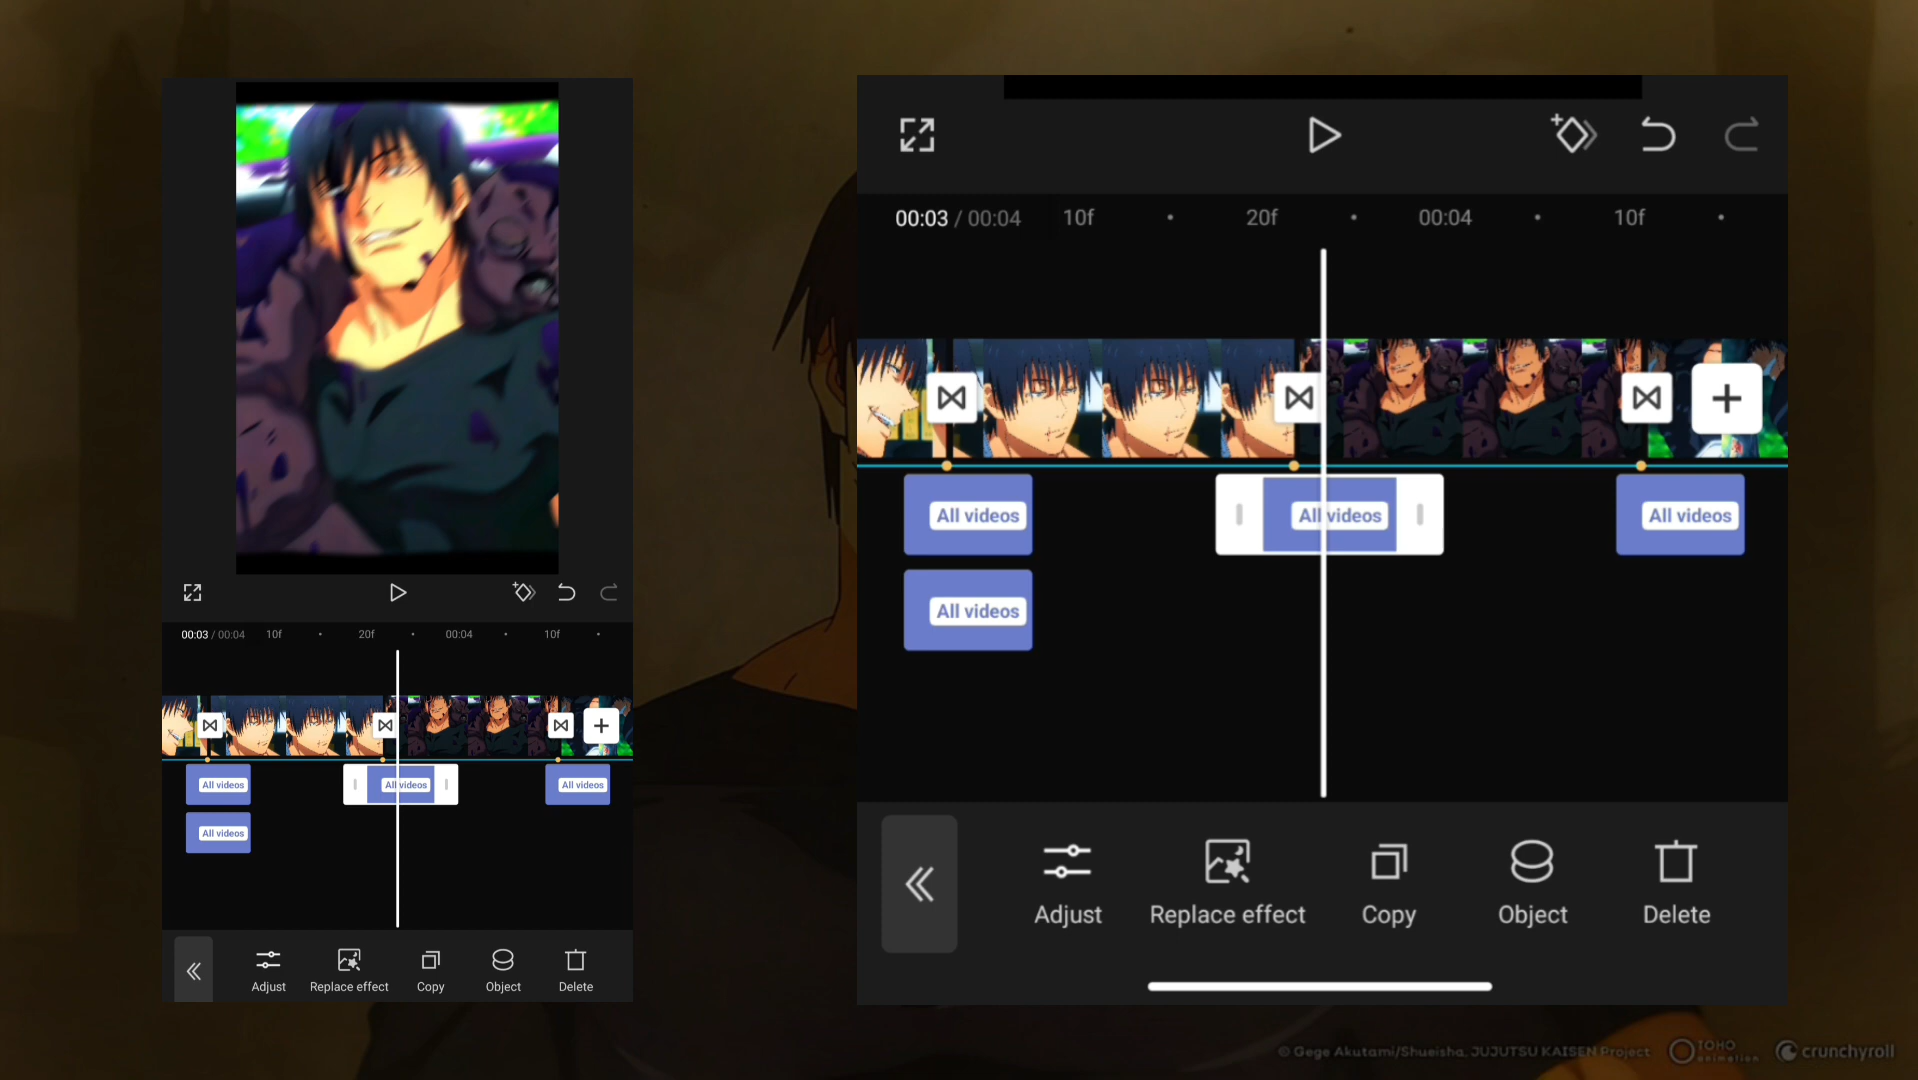 00:03 / 00:04 10f 20f 00:04 10f
All videos All videos All videos
All videos
Adjust Replace effect Copy Object Delete
00:03 / 00:04 10f 20f 00:04 10f
All videos All videos All videos
All videos
Adjust Replace effect Copy Object Delete
© Gege Akutami/Shueisha, JUJUTSU KAISEN Project TOHO animation crunchyroll